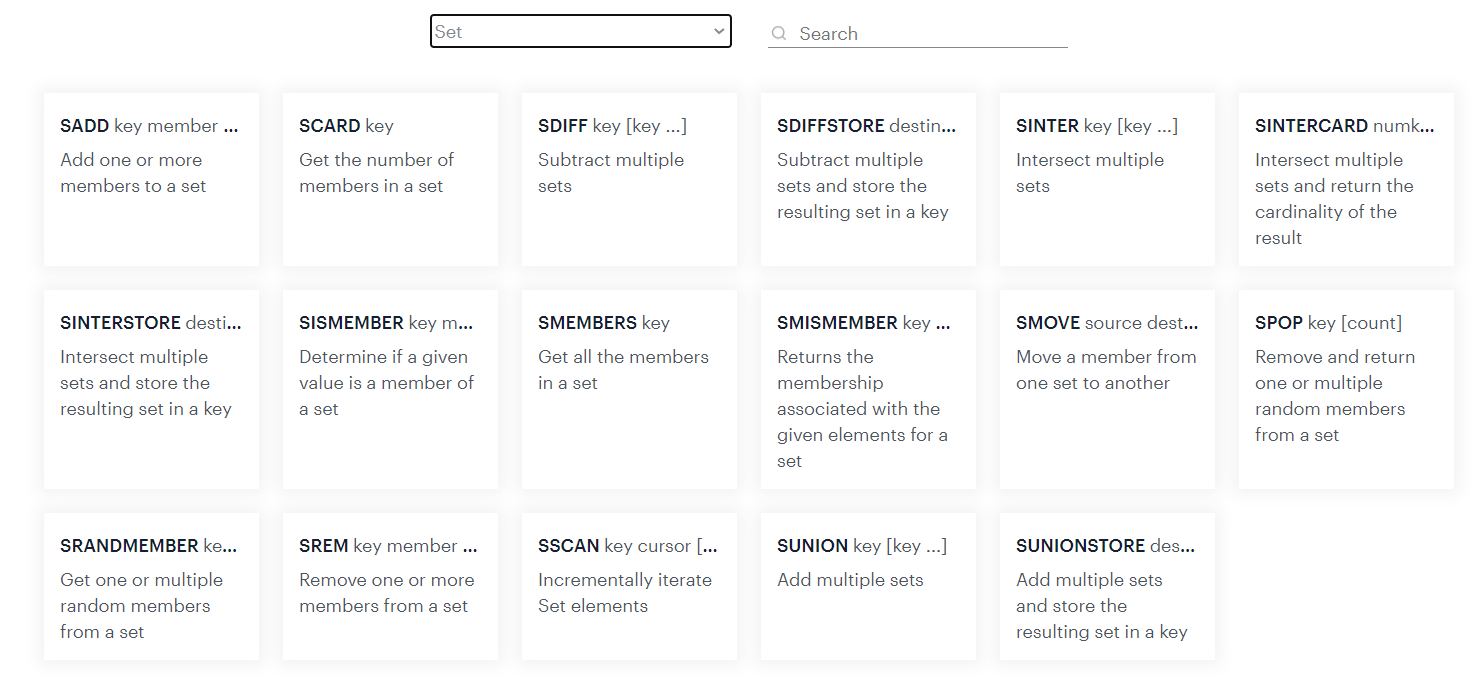 Set
Search
SADD key member ...
Add one or more
members to a set
SCARD key
Get the number of
members in a set
SDIFF key [key ...]
Subtract multiple
sets
SDIFFSTORE destin...
Subtract multiple
sets and store the
resulting set in a key
SINTER key [key ...]
Intersect multiple
sets
SINTERCARD numk...
Intersect multiple
sets and return the
cardinality of the
result
SINTERSTORE desti...
Intersect multiple
sets and store the
resulting set in a key
SISMEMBER key m...
Determine if a given
value is a member of
a set
SMEMBERS key
Get all the members
in a set
SMISMEMBER key ...
Returns the
membership
associated with the
given elements for a
set
SMOVE source dest...
Move a member from
one set to another
SPOP key [count]
Remove and return
one or multiple
random members
from a set
SRANDMEMBER ke...
Get one or multiple
random members
from a set
SREM key member ...
Remove one or more
members from a set
SSCAN key cursor [...
Incrementally iterate
Set elements
SUNION key [key ...]
Add multiple sets
SUNIONSTORE des...
Add multiple sets
and store the
resulting set in a key